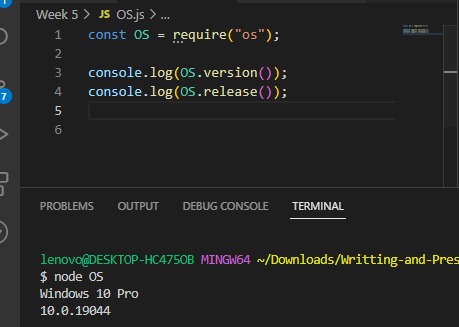 Week 5 > JS OS.js > ...
1 const OS = require("os");
2
3 console.log(OS.version());
4 console.log(OS.release());
5
6
7
PROBLEMS OUTPUT DEBUG CONSOLE TERMINAL
lenovo@DESKTOP-HC475OB MINGW64 ~/Downloads/Writting-and-Pres
$ node OS
Windows 10 Pro
10.0.19044